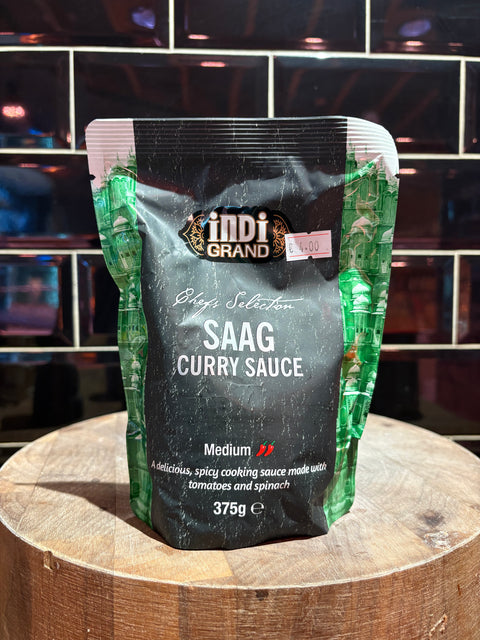 indi
GRAND
£4.00
Chefs Selection
SAAG
CURRY SAUCE
Medium
A delicious, spicy cooking sauce made with
tomatoes and spinach
375g ℮